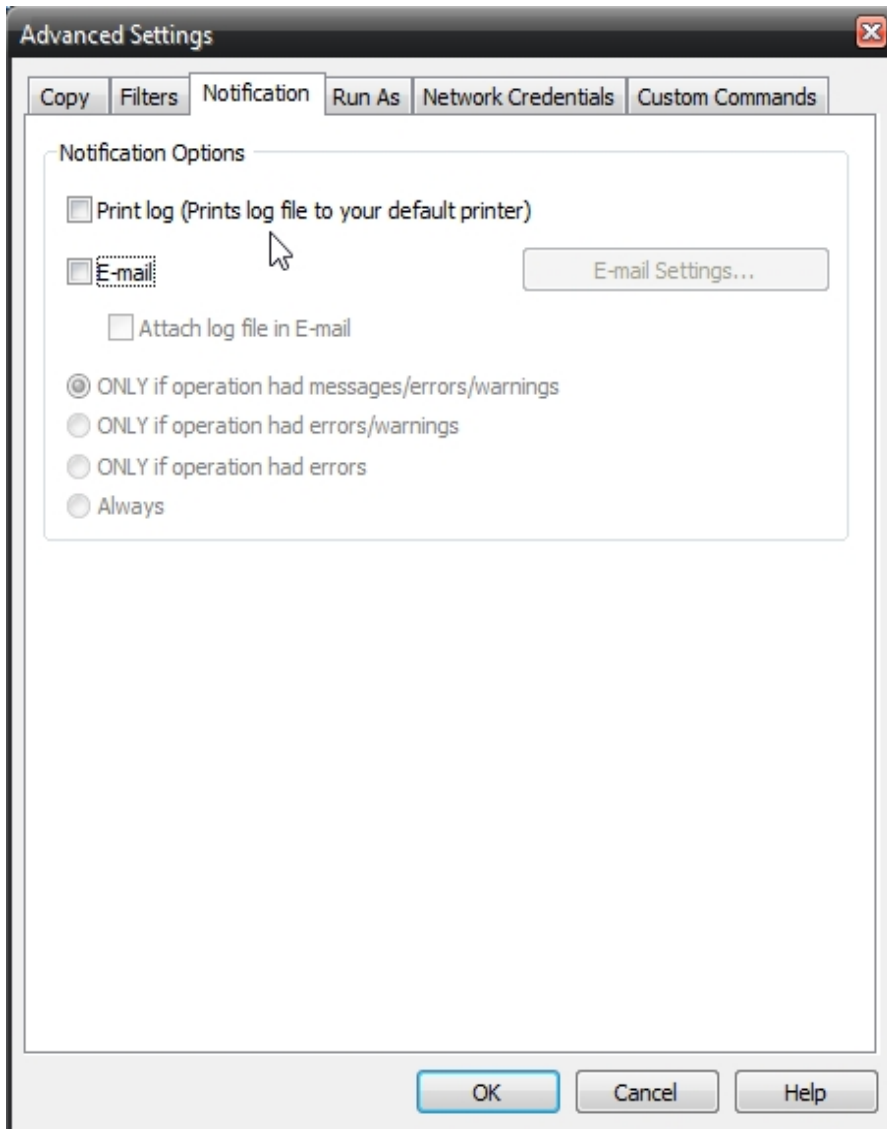 Advanced Settings
Copy Filters Notification Run As Network Credentials Custom Commands
Notification Options
Print log (Prints log file to your default printer)
E-mail E-mail Settings...
Attach log file in E-mail
ONLY if operation had messages/errors/warnings
ONLY if operation had errors/warnings
ONLY if operation had errors
Always
OK Cancel Help